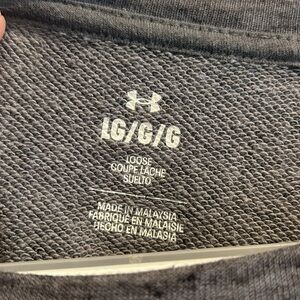 LG/G/G
LOOSE
COUPE LÂCHE
SUELTO
MADE IN MALAYSIA
FABRIQUÉ EN MALAISIE
HECHO EN MALASIA